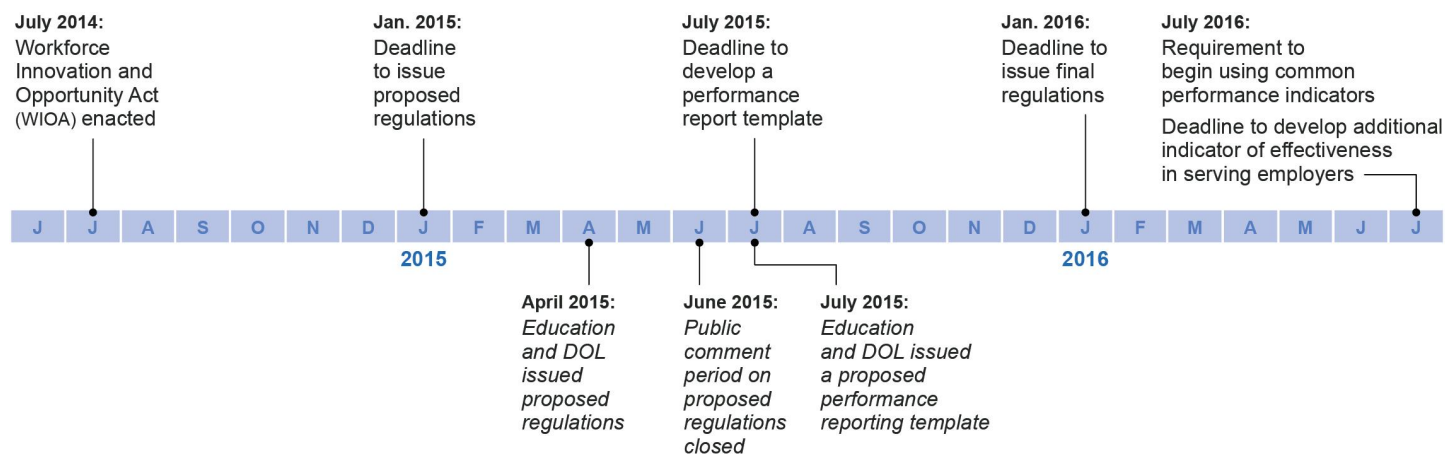 July 2014:
Workforce
Innovation and
Opportunity Act
(WIOA) enacted
Jan. 2015:
Deadline
to issue
proposed
regulations
July 2015:
Deadline to
develop a
performance
report template
Jan. 2016:
Deadline to
issue final
regulations
July 2016:
Requirement to
begin using common
performance indicators
Deadline to develop additional
indicator of effectiveness
in serving employers
J J A S O N D J F M A M J J A S O N D J F M A M J J
2015 2016
April 2015:
Education
and DOL
issued
proposed
regulations
June 2015:
Public
comment
period on
proposed
regulations
closed
July 2015:
Education
and DOL issued
a proposed
performance
reporting template